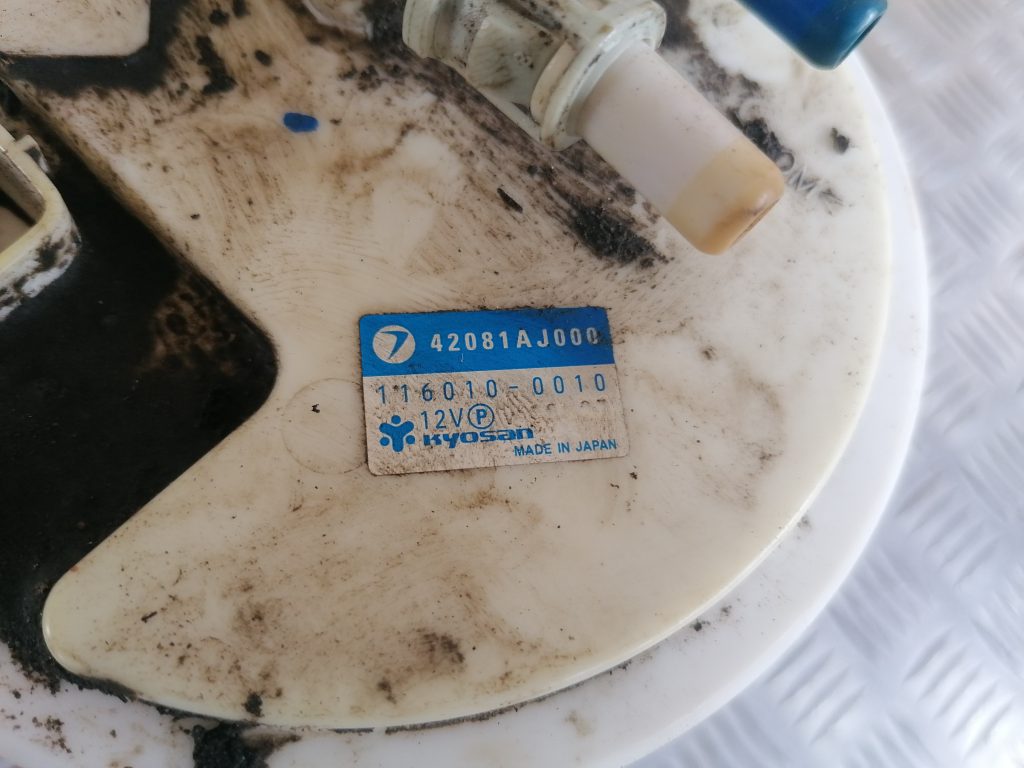 42081AJ000
116010-0010
12V P
Kyosan
MADE IN JAPAN